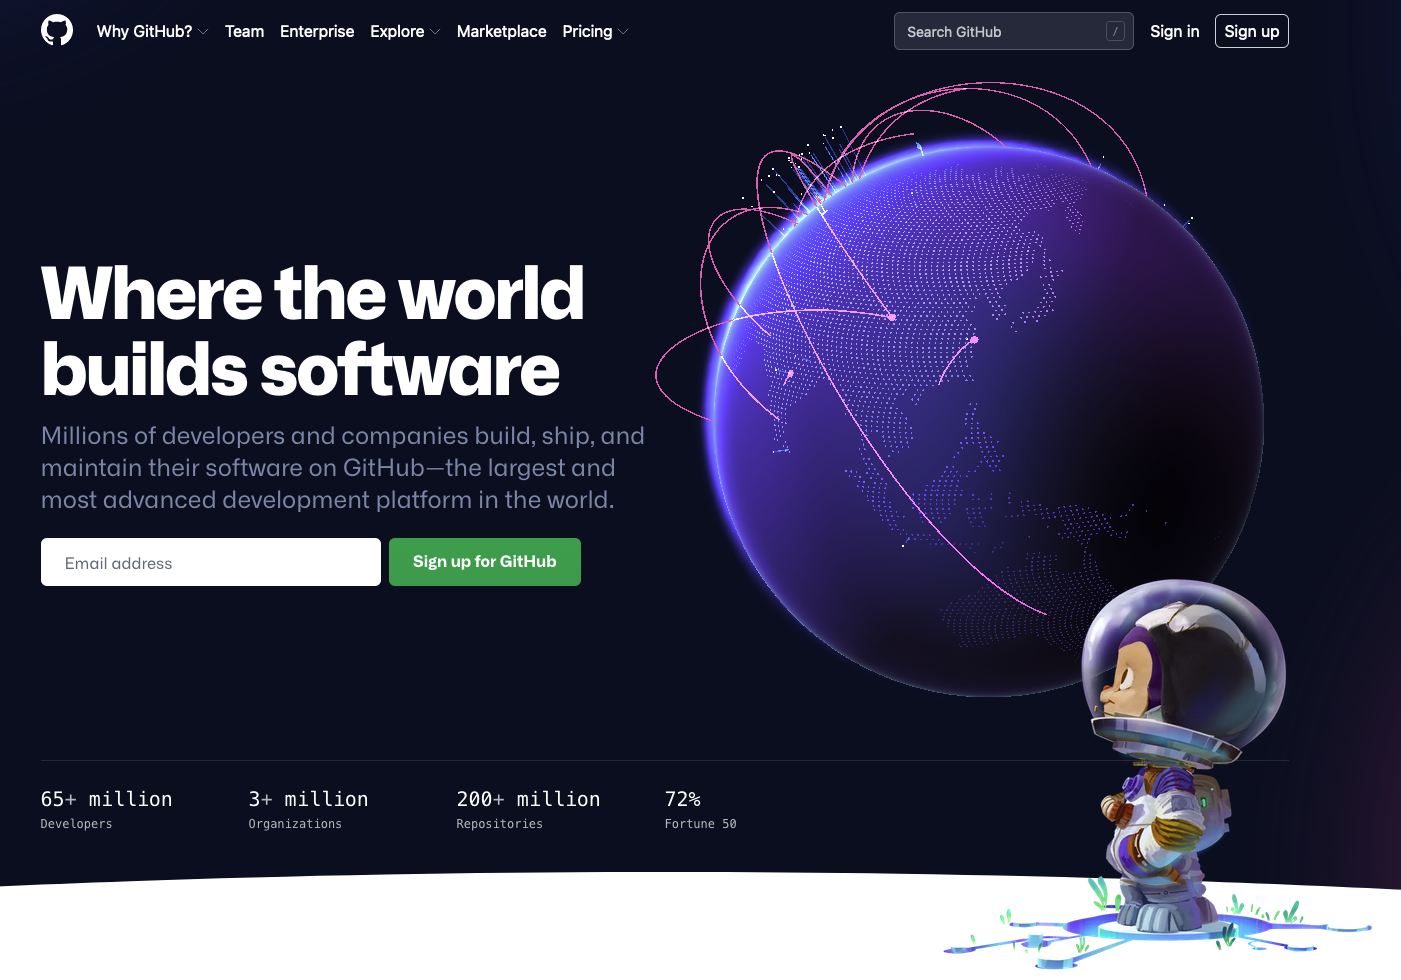 Why GitHub? Team Enterprise Explore Marketplace Pricing Search GitHub / Sign in Sign up
Where the world
builds software
Millions of developers and companies build, ship, and
maintain their software on GitHub—the largest and
most advanced development platform in the world.
Email address Sign up for GitHub
65+ million 3+ million 200+ million 72%
Developers Organizations Repositories Fortune 50